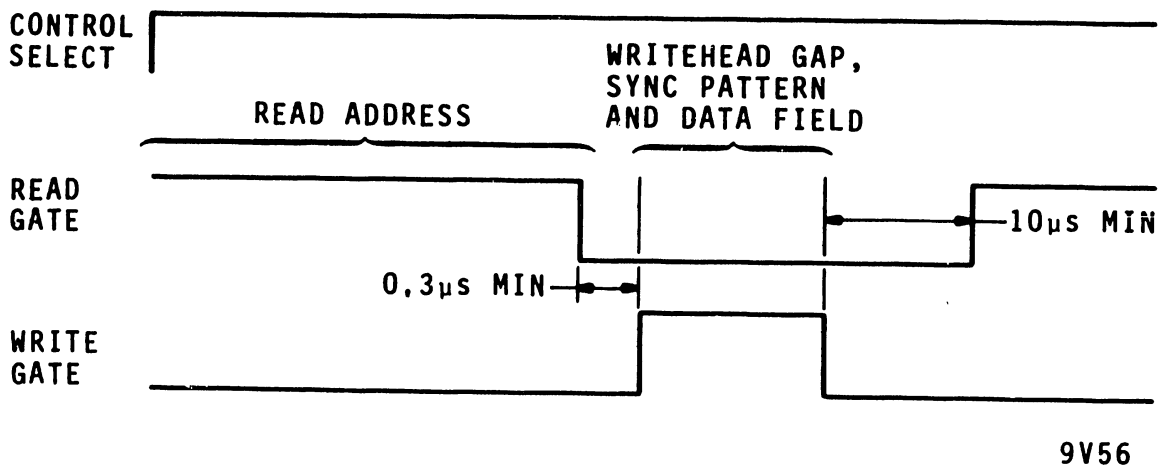 CONTROL
SELECT
WRITEHEAD GAP,
SYNC PATTERN
AND DATA FIELD
READ ADDRESS
READ
GATE
10µs MIN
0.3µs MIN
WRITE
GATE
9V56